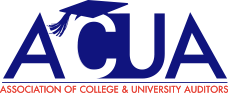 ACUA
ASSOCIATION OF COLLEGE & UNIVERSITY AUDITORS